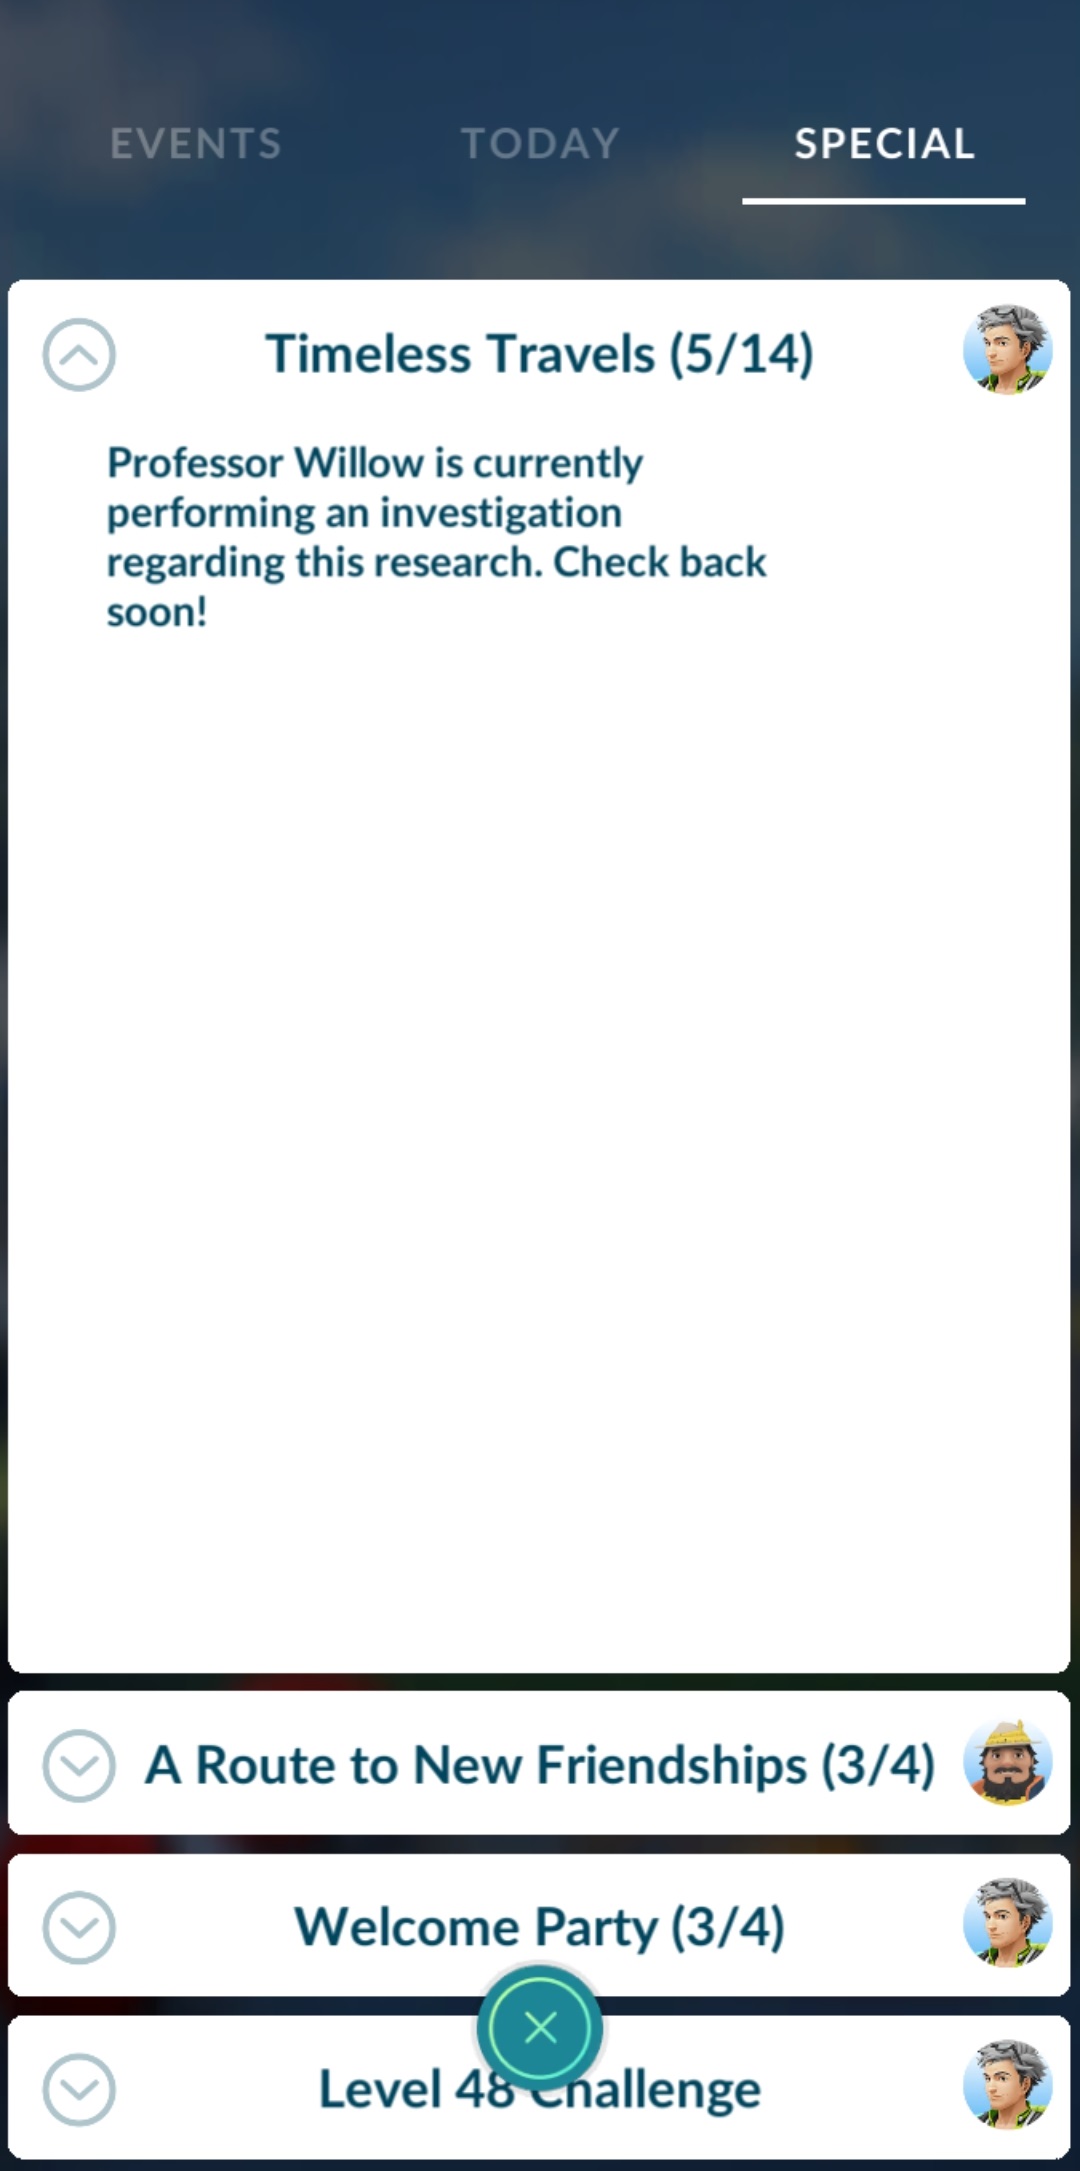 EVENTS TODAY SPECIAL
Timeless Travels (5/14)
Professor Willow is currently
performing an investigation
regarding this research. Check back
soon!
A Route to New Friendships (3/4)
Welcome Party (3/4)
Level 48 Challenge